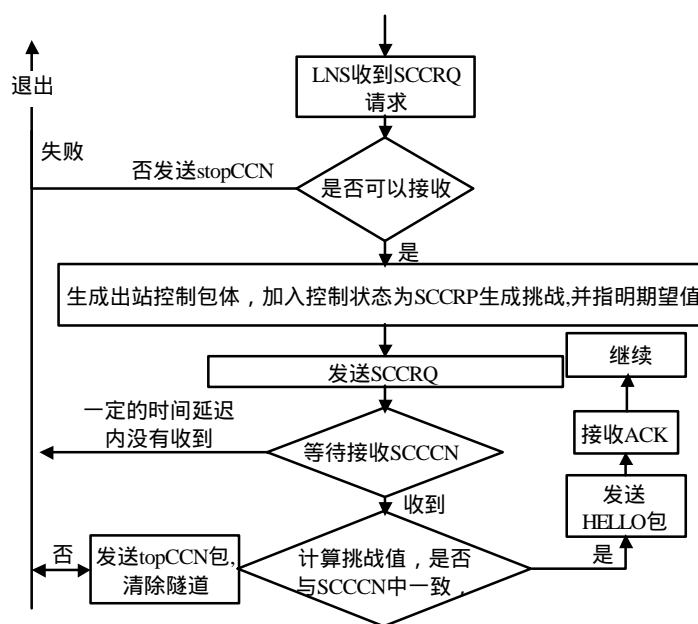 LNS收到SCCRQ
请求
退出
失败
否发送stopCCN
是否可以接收
是
生成出站控制包体，加入控制状态为SCCRP生成挑战,并指明期望值
发送SCCRQ
继续
一定的时间延迟
内没有收到
等待接收SCCCN
接收ACK
收到
发送
HELLO包
否
发送topCCN包,
清除隧道
计算挑战值，是否
与SCCCN中一致，
是